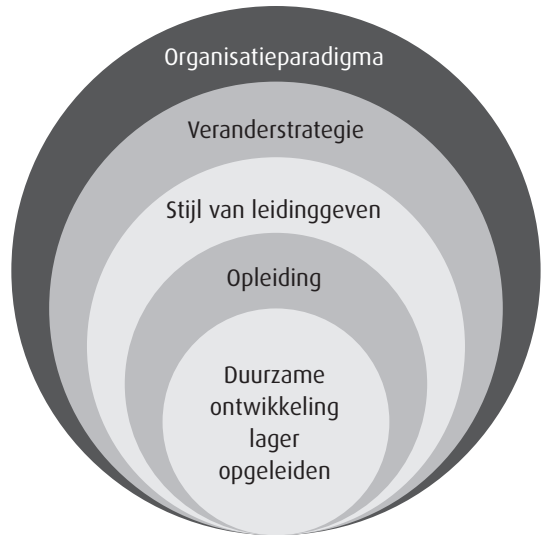 Organisatieparadigma
Veranderstrategie
Stijl van leidinggeven
Opleiding
Duurzame
ontwikkeling
lager
opgeleiden